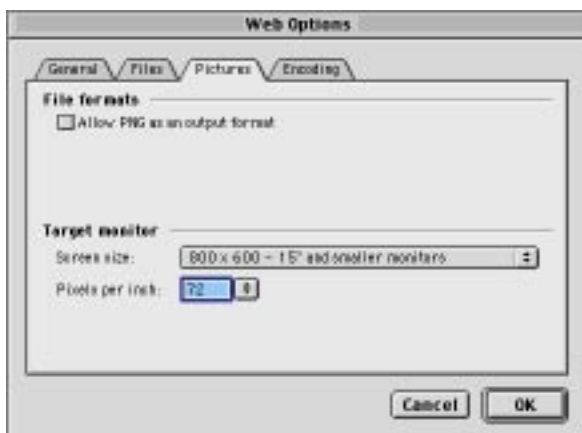 Web Options
General Files Pictures Encoding
File formats
Allow PNG as an output format
Target monitor
Screen size: 800 x 600 - 15" and smaller monitors
Pixels per inch: 72
Cancel OK